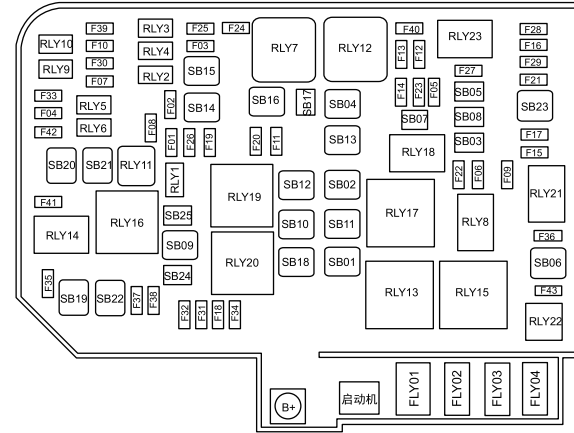 F39
RLY3
F25
F24
RLY7
RLY12
F40
RLY23
F28
RLY10
F10
RLY4
F03
F13
F12
F16
F30
F29
RLY9
RLY2
SB15
F27
F07
F21
F33
RLY5
F02
SB14
SB16
SB17
SB04
F14
F23
F05
SB05
SB23
F04
SB07
SB08
F42
RLY6
F08
F01
F26
F19
F20
F11
SB13
SB03
F17
RLY18
F15
SB20
SB21
RLY11
RLY1
SB12
SB02
F22
F06
F09
RLY21
F41
RLY16
SB25
RLY19
RLY17
RLY8
RLY14
SB09
SB10
SB11
F36
SB24
RLY20
SB18
SB01
SB06
F35
SB19
SB22
F37
F38
RLY13
RLY15
F43
F32
F31
F18
F34
RLY22
B+
启动机
FLY01
FLY02
FLY03
FLY04